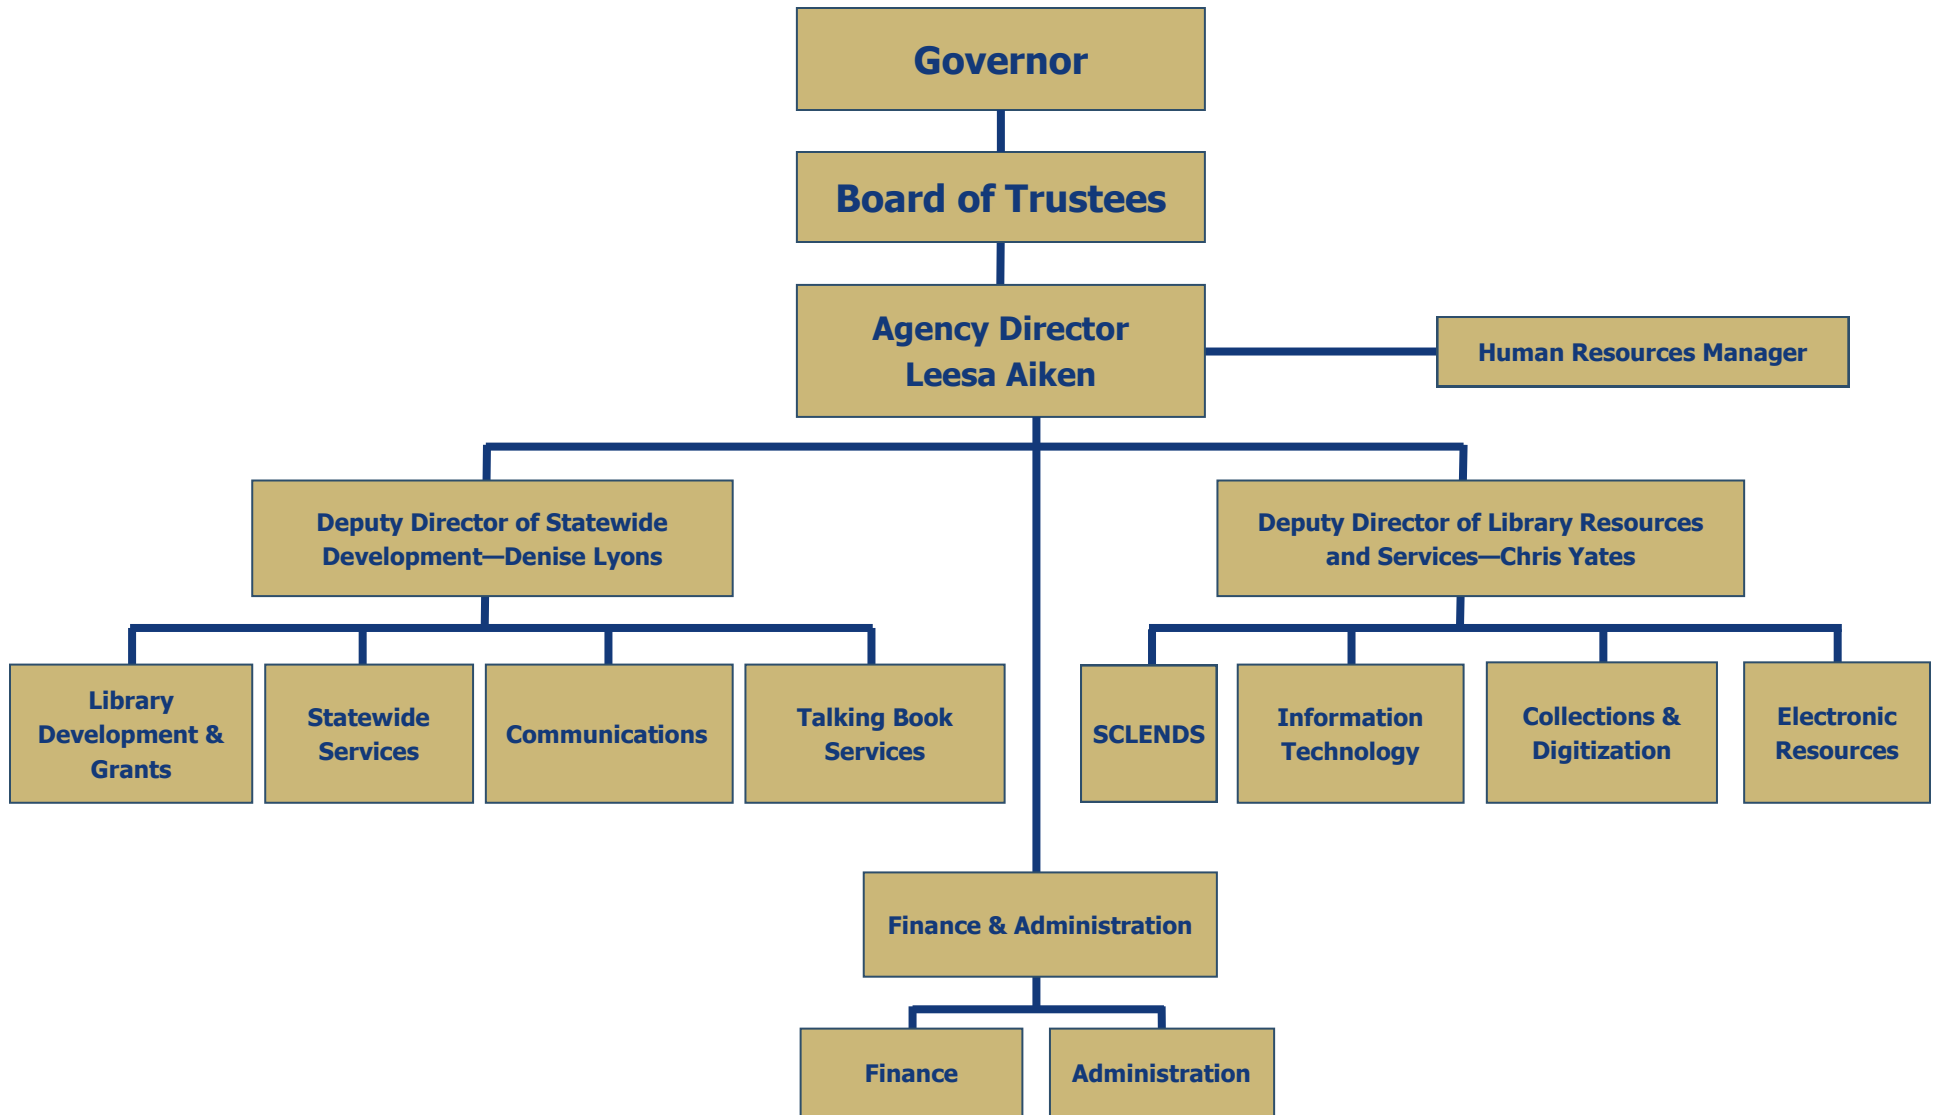 Governor
Board of Trustees
Agency Director
Leesa Aiken
Human Resources Manager
Deputy Director of Statewide
Development—Denise Lyons
Deputy Director of Library Resources
and Services—Chris Yates
Library
Development &
Grants
Statewide
Services
Communications
Talking Book
Services
SCLENDS
Information
Technology
Collections &
Digitization
Electronic
Resources
Finance & Administration
Finance
Administration